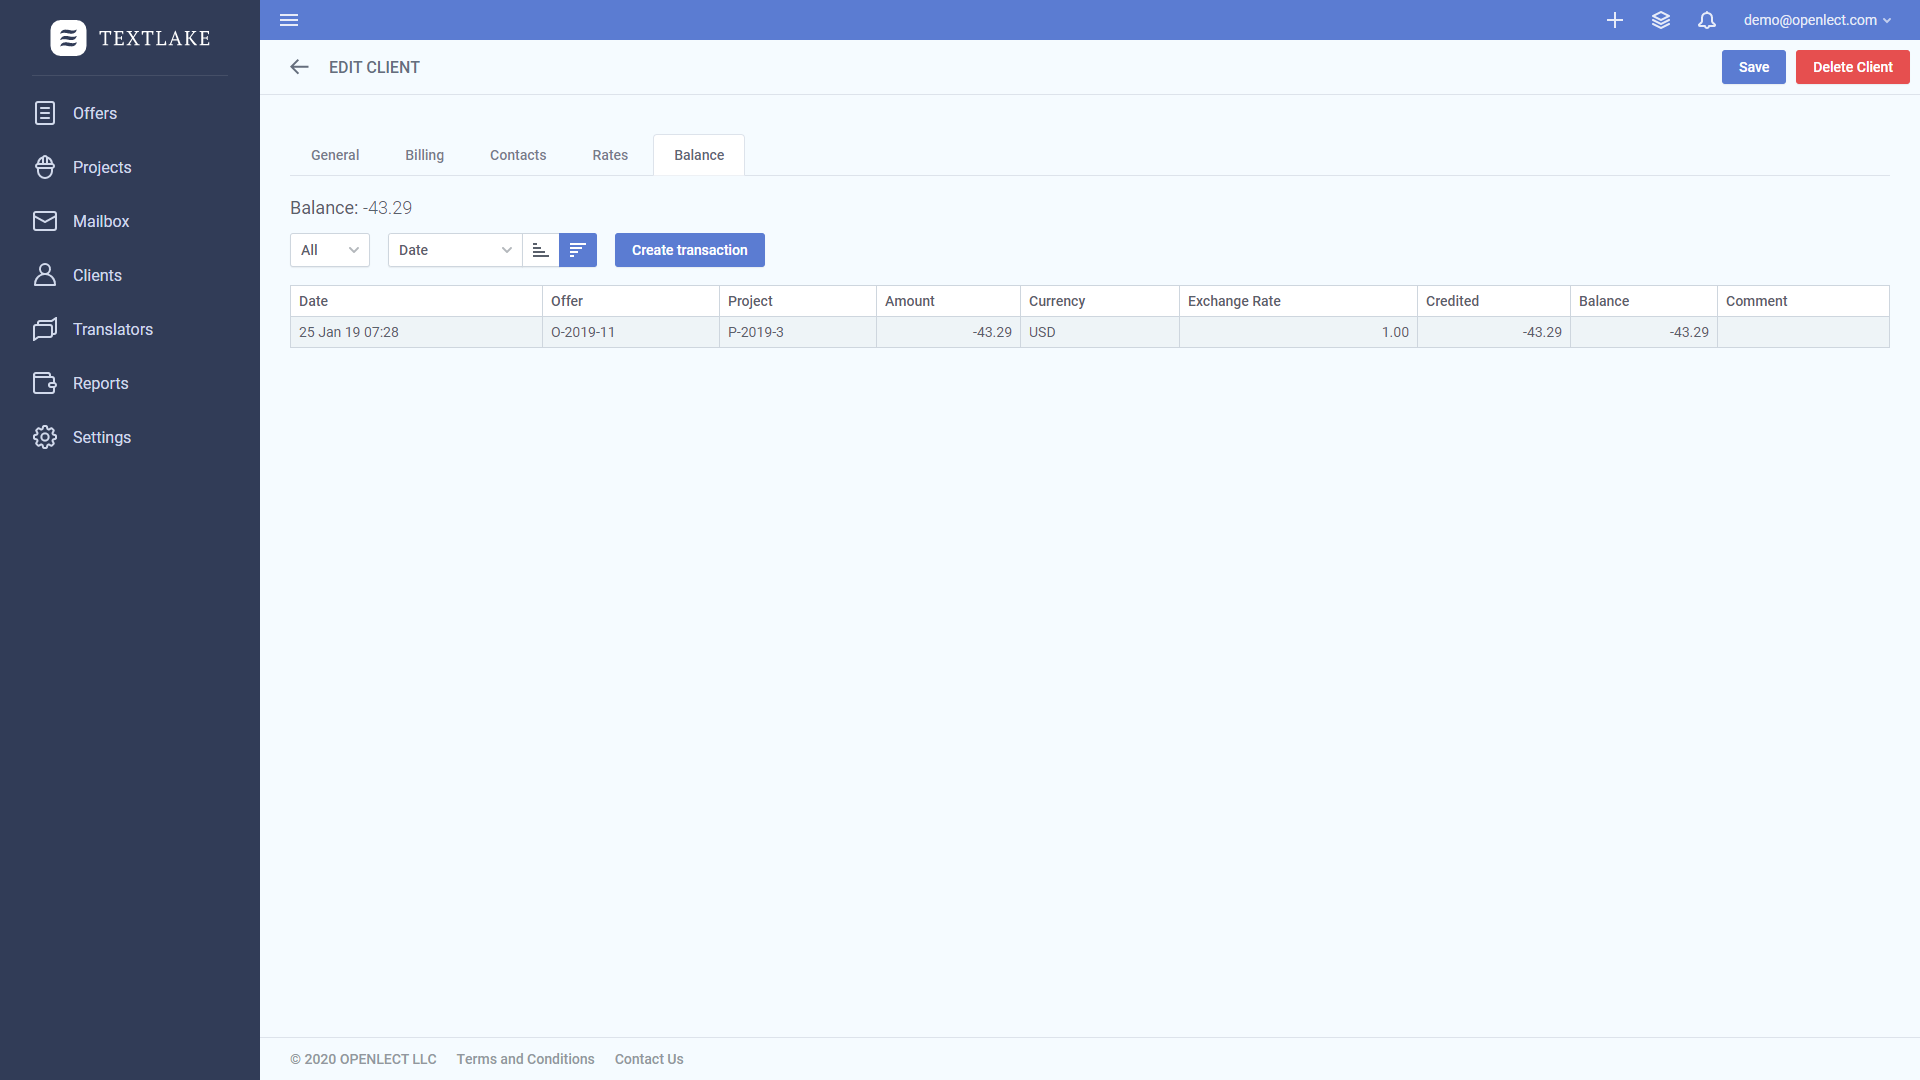 TEXTLAKE
Offers
Projects
Mailbox
Clients
Translators
Reports
Settings
demo@openlect.com
EDIT CLIENT
Save
Delete Client
General
Billing
Contacts
Rates
Balance
Balance: -43.29
All
Date
Create transaction
Date Offer Project Amount Currency Exchange Rate Credited Balance Comment
25 Jan 19 07:28 O-2019-11 P-2019-3 -43.29 USD 1.00 -43.29 -43.29
© 2020 OPENLECT LLC Terms and Conditions Contact Us